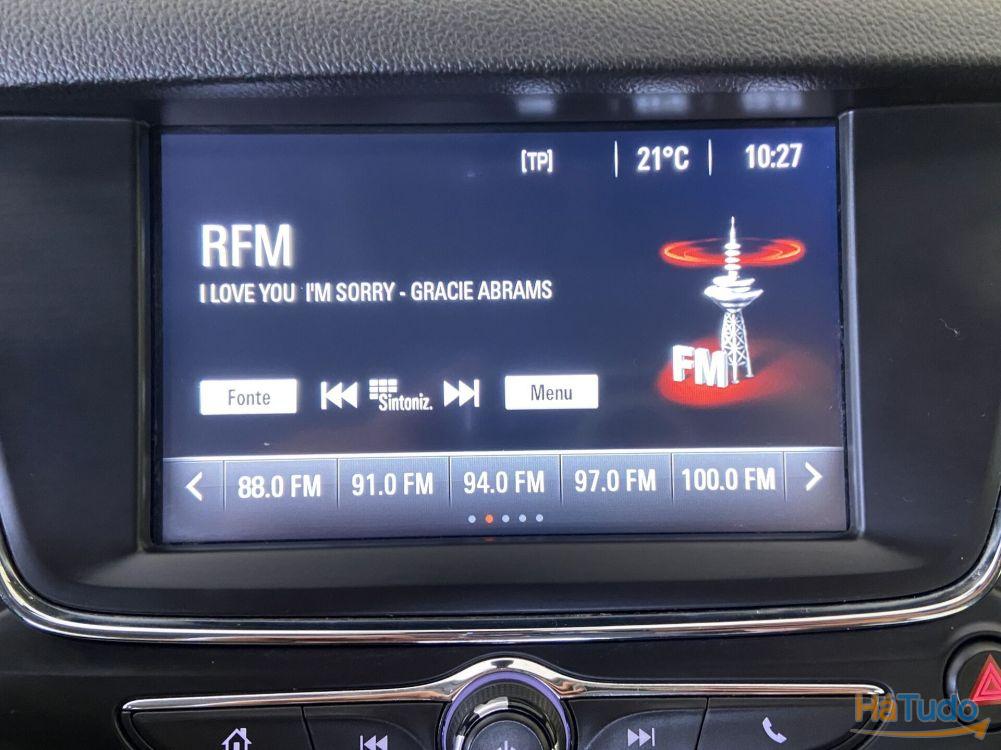 [TP] | 21°C | 10:27
RFM
I LOVE YOU I'M SORRY - GRACIE ABRAMS
FM
Fonte Sintoniz. Menu
88.0 FM 91.0 FM 94.0 FM 97.0 FM 100.0 FM
HáTudo